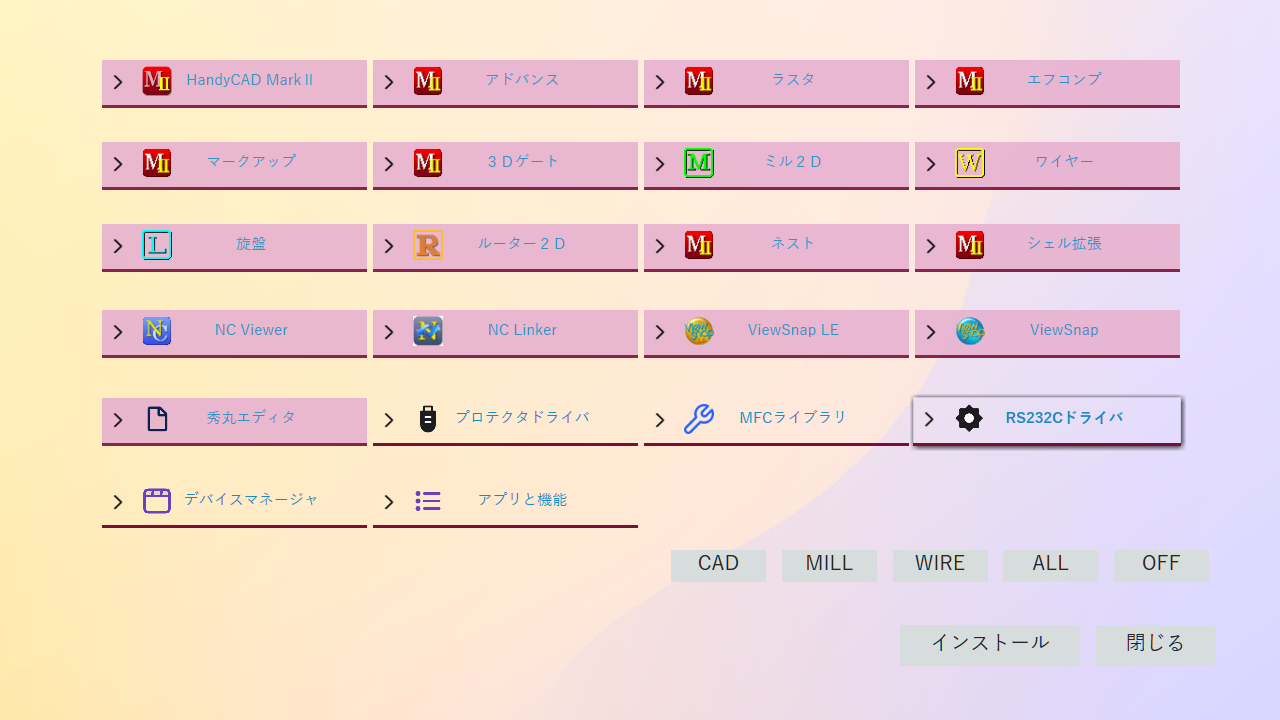 HandyCAD MarkⅡ
アドバンス
ラスタ
エフコンプ
マークアップ
３Ｄゲート
ミル２Ｄ
ワイヤー
旋盤
ルーター２Ｄ
ネスト
シェル拡張
NC Viewer
NC Linker
ViewSnap LE
ViewSnap
秀丸エディタ
プロテクタドライバ
MFCライブラリ
RS232Cドライバ
デバイスマネージャ
アプリと機能
CAD
MILL
WIRE
ALL
OFF
インストール
閉じる